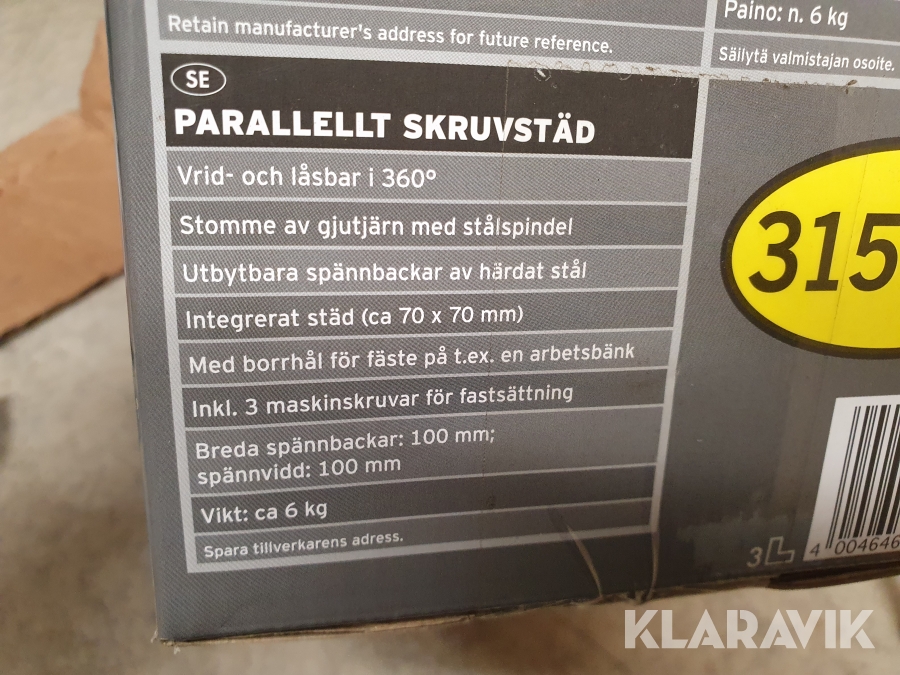 Retain manufacturer's address for future reference.
Paino: n. 6 kg
Säilytä valmistajan osoite.
SE
PARALLELLT SKRUVSTÄD
Vrid- och låsbar i 360°
Stomme av gjutjärn med stålspindel
Utbytbara spännbackar av härdat stål
Integrerat städ (ca 70 x 70 mm)
Med borrhål för fäste på t.ex. en arbetsbänk
Inkl. 3 maskinskruvar för fastsättning
Breda spännbackar: 100 mm;
spännvidd: 100 mm
Vikt: ca 6 kg
Spara tillverkarens adress.
315
3
4 004646
KLARAVIK